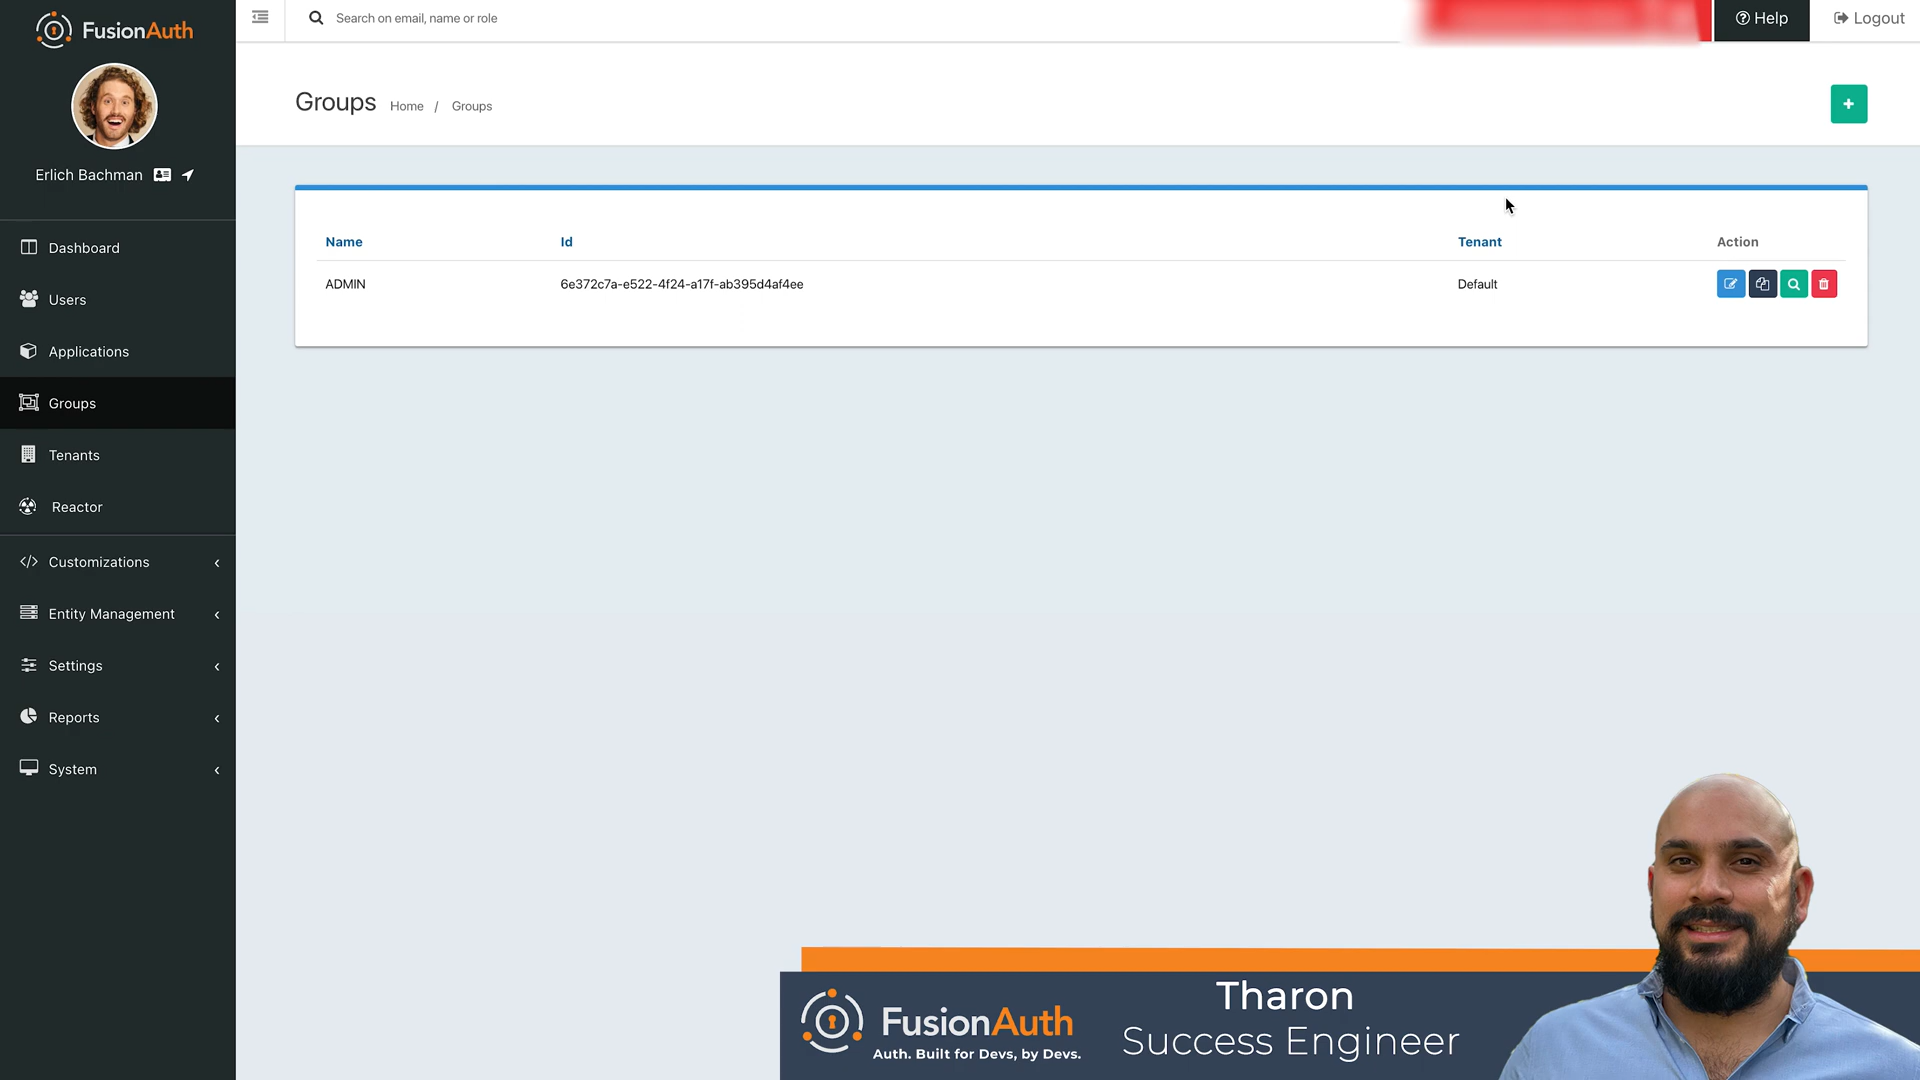 FusionAuth
Search on email, name or role
Help
Logout
Groups Home / Groups
+
Erlich Bachman
Dashboard
Users
Applications
Groups
Tenants
Reactor
Customizations
Entity Management
Settings
Reports
System
Name Id Tenant Action
ADMIN 6e372c7a-e522-4f24-a17f-ab395d4af4ee Default
FusionAuth
Auth. Built for Devs, by Devs.
Tharon
Success Engineer